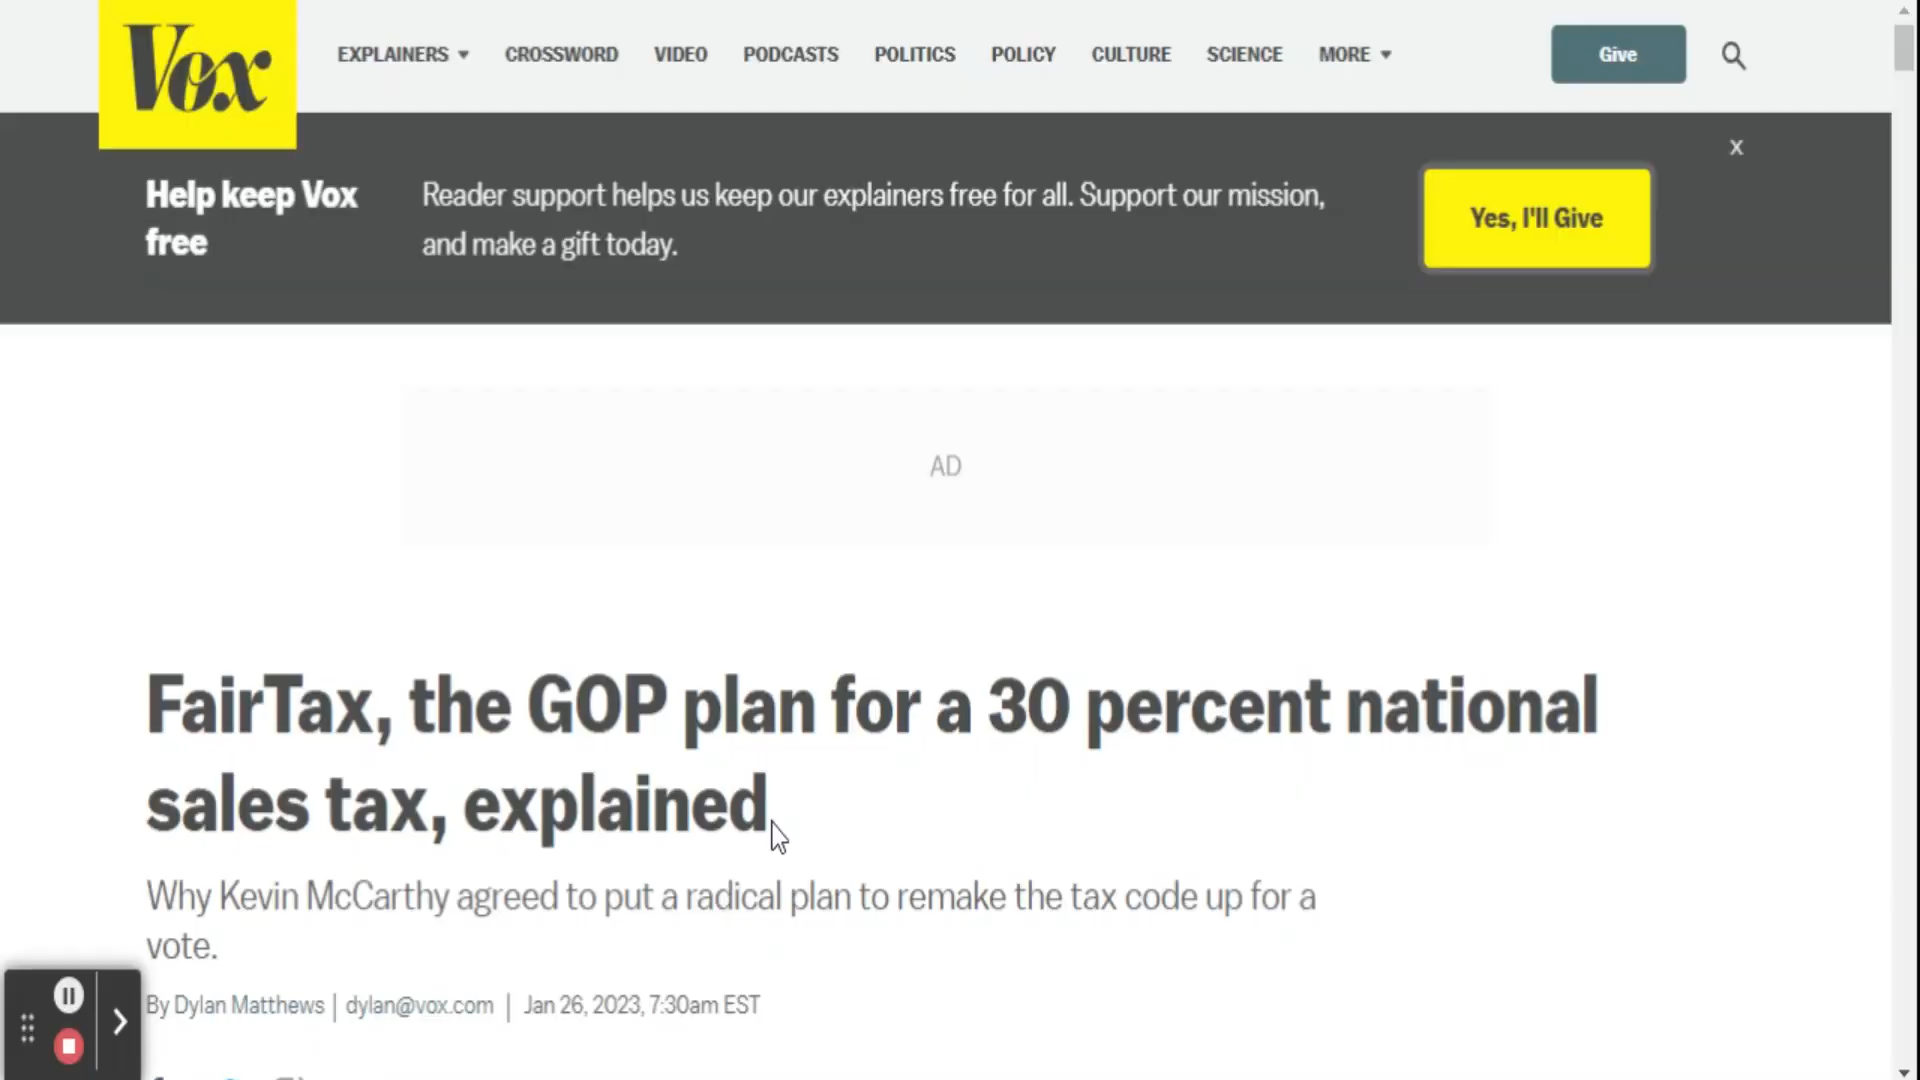 Vox
EXPLAINERS CROSSWORD VIDEO PODCASTS POLITICS POLICY CULTURE SCIENCE MORE Give
x
Help keep Vox
free
Reader support helps us keep our explainers free for all. Support our mission,
and make a gift today.
Yes, I'll Give
AD
FairTax, the GOP plan for a 30 percent national
sales tax, explained
Why Kevin McCarthy agreed to put a radical plan to remake the tax code up for a
vote.
By Dylan Matthews | dylan@vox.com | Jan 26, 2023, 7:30am EST